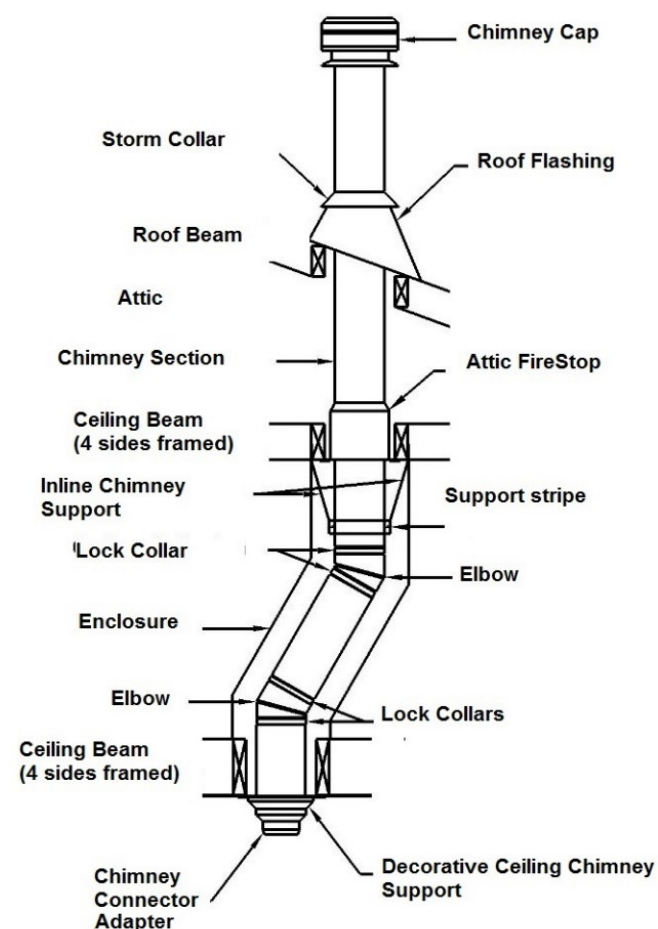 Chimney Cap
Storm Collar
Roof Flashing
Roof Beam
Attic
Chimney Section
Attic FireStop
Ceiling Beam
(4 sides framed)
Inline Chimney
Support
Support stripe
Lock Collar
Elbow
Enclosure
Elbow
Lock Collars
Ceiling Beam
(4 sides framed)
Decorative Ceiling Chimney
Support
Chimney
Connector
Adapter